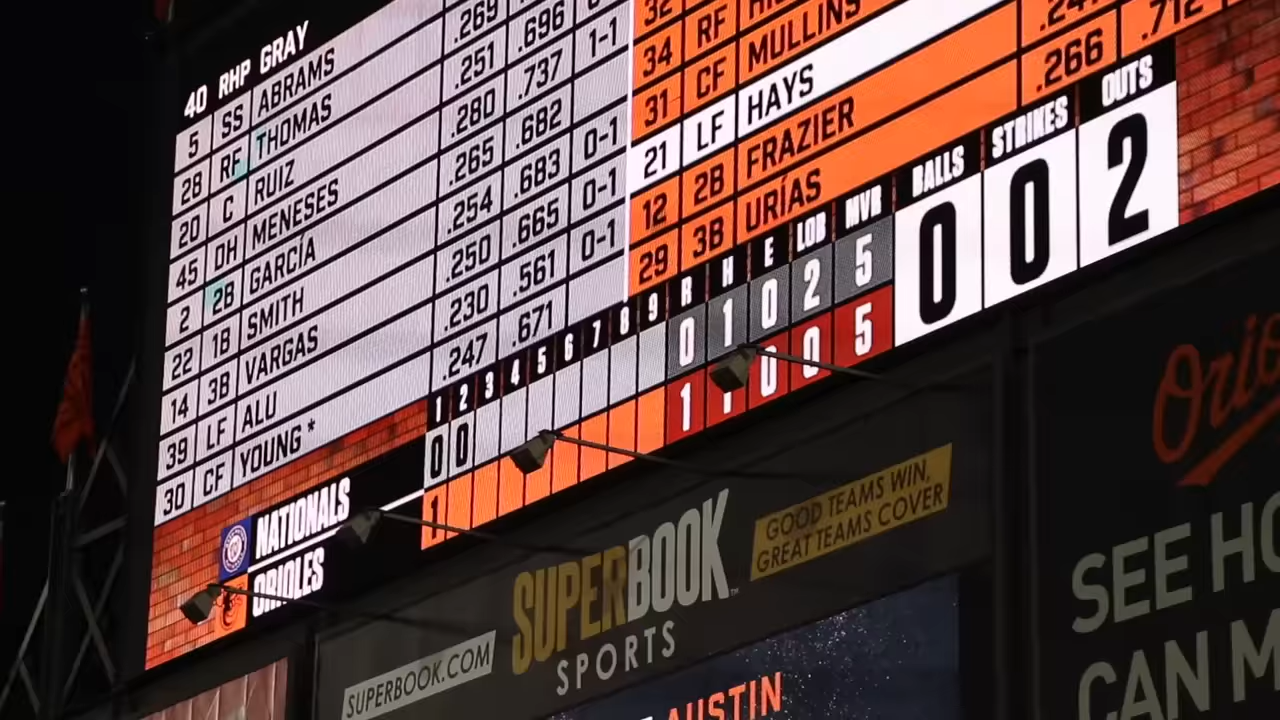 40 RHP GRAY
5 SS ABRAMS .269 .696
28 RF THOMAS .251 .737 1-1
20 C RUIZ .280 .682
45 DH MENESES .265 .683 0-1
2 2B GARCÍA .254 .665 0-1
22 1B SMITH .250 .561 0-1
14 3B VARGAS .230 .671
39 LF ALU .247
30 CF YOUNG *
32
34 RF
31 CF MULLINS
21 LF HAYS
12 2B FRAZIER .266 .712
29 3B URÍAS
BALLS STRIKES OUTS
0 0 2
1 2 3 4 5 6 7 8 9 R H E LOB MVR
NATIONALS 0 0 0 1 0 2 5
ORIOLES 1 1 1 0 0 5
SUPERBOOK
SPORTS
SUPERBOOK.COM
GOOD TEAMS WIN,
GREAT TEAMS COVER
AUSTIN
SEE
CAN